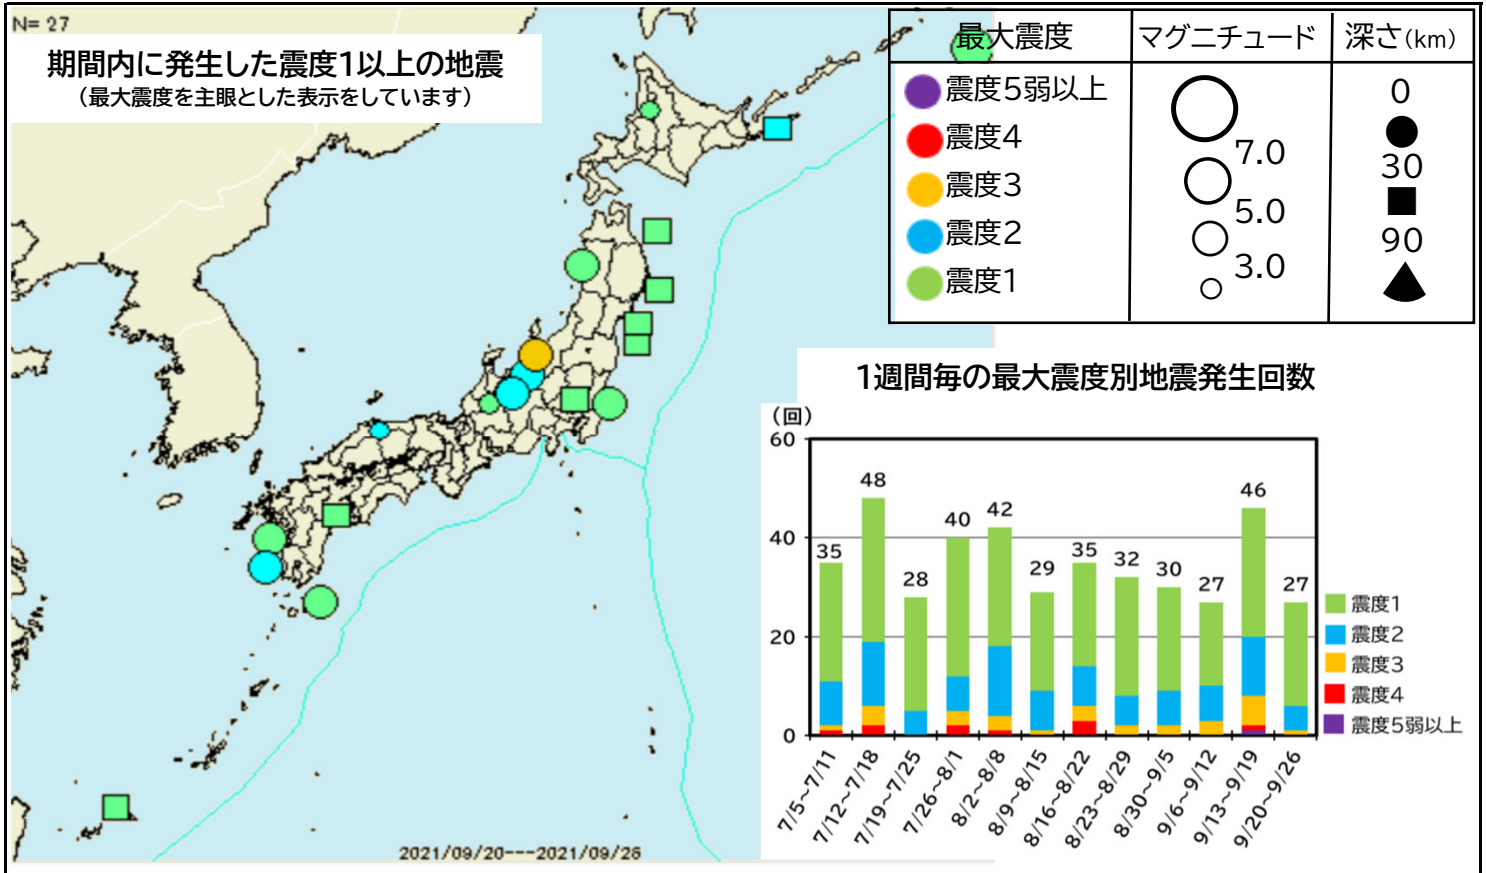 N= 27
期間内に発生した震度1以上の地震
(最大震度を主眼とした表示をしています)
最大震度 マグニチュード 深さ(km)
震度5弱以上
震度4
震度3
震度2
震度1
7.0
5.0
3.0
0
30
90
1週間毎の最大震度別地震発生回数
(回)
60
40
20
0
35
48
28
40
42
29
35
32
30
27
46
27
7/5~7/11
7/12~7/18
7/19~7/25
7/26~8/1
8/2~8/8
8/9~8/15
8/16~8/22
8/23~8/29
8/30~9/5
9/6~9/12
9/13~9/19
9/20~9/26
震度1
震度2
震度3
震度4
震度5弱以上
2021/09/20---2021/09/26